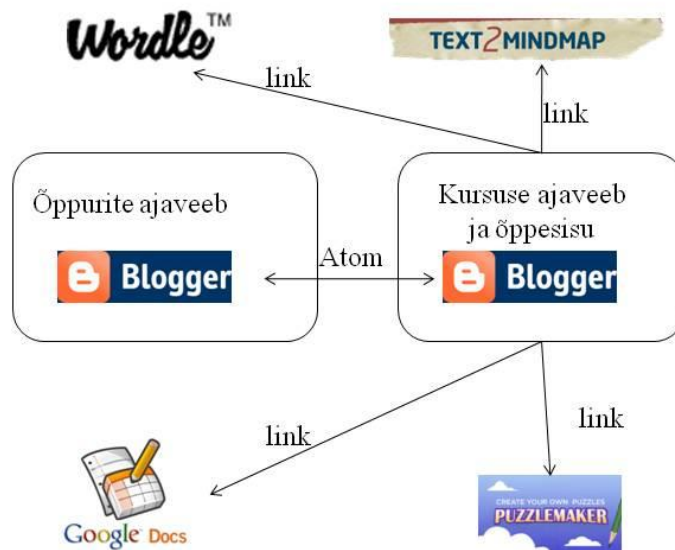 Wordle™
TEXT2MINDMAP
link
link
Õppurite ajaveeb
Blogger
Atom
Kursuse ajaveeb
ja õppesisu
Blogger
link
link
Google Docs
CREATE YOUR OWN PUZZLES
PUZZLEMAKER